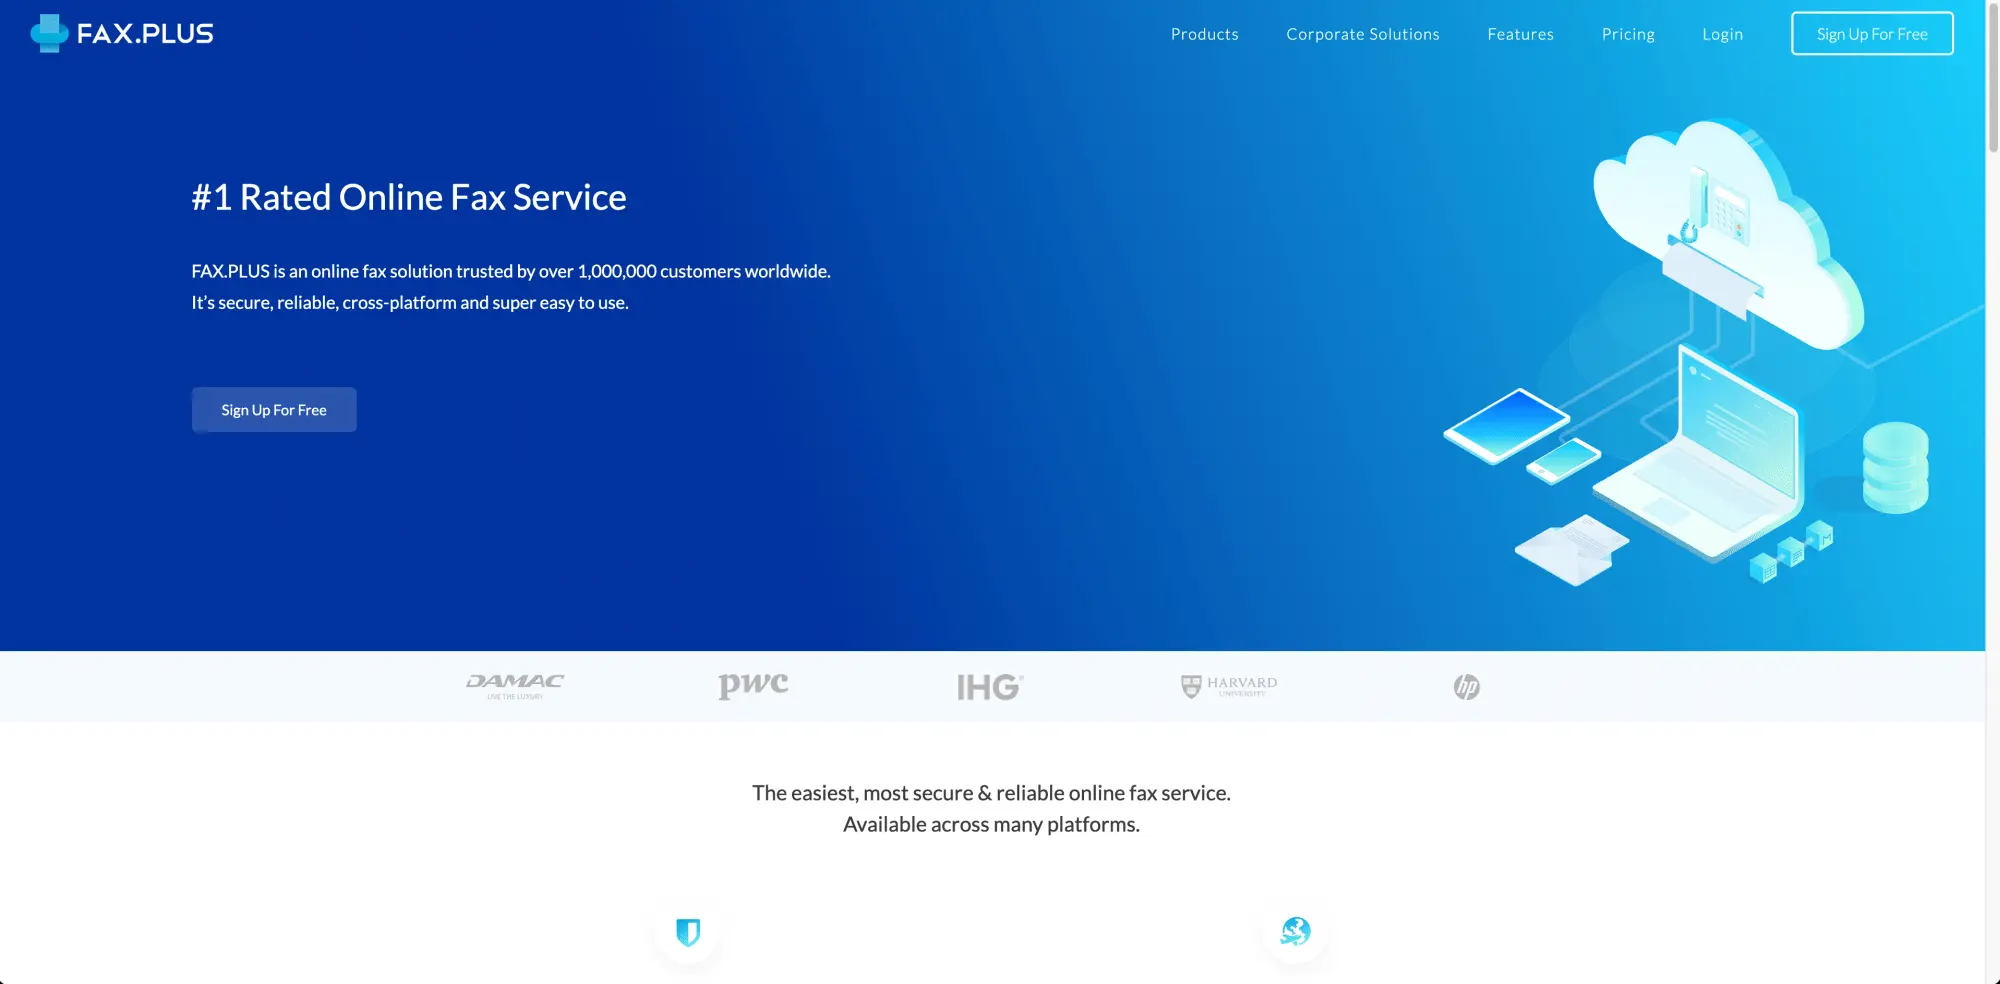 FAX.PLUS
Products
Corporate Solutions
Features
Pricing
Login
Sign Up For Free
#1 Rated Online Fax Service
FAX.PLUS is an online fax solution trusted by over 1,000,000 customers worldwide.
It’s secure, reliable, cross-platform and super easy to use.
Sign Up For Free
DAMAC
LIVE THE LUXURY
pwc
IHG®
HARVARD
UNIVERSITY
hp
The easiest, most secure & reliable online fax service.
Available across many platforms.